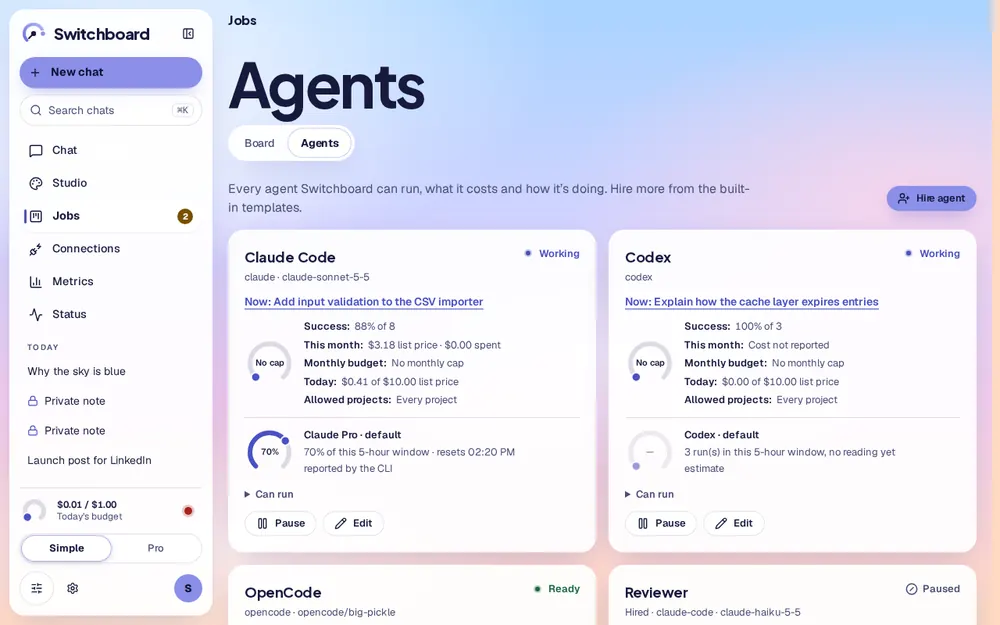 Switchboard
New chat
Search chats
⌘K
Chat
Studio
Jobs
2
Connections
Metrics
Status
TODAY
Why the sky is blue
Private note
Private note
Launch post for LinkedIn
$0.01 / $1.00
Today's budget
Simple
Pro
S
Jobs
Agents
Board
Agents
Every agent Switchboard can run, what it costs and how it's doing. Hire more from the built-
in templates.
Hire agent
Claude Code
Working
claude · claude-sonnet-5-5
Now: Add input validation to the CSV importer
No cap
Success: 88% of 8
This month: $3.18 list price · $0.00 spent
Monthly budget: No monthly cap
Today: $0.41 of $10.00 list price
Allowed projects: Every project
70%
Claude Pro · default
70% of this 5-hour window · resets 02:20 PM
reported by the CLI
Can run
Pause
Edit
Codex
Working
codex
Now: Explain how the cache layer expires entries
No cap
Success: 100% of 3
This month: Cost not reported
Monthly budget: No monthly cap
Today: $0.00 of $10.00 list price
Allowed projects: Every project
—
Codex · default
3 run(s) in this 5-hour window, no reading yet
estimate
Can run
Pause
Edit
OpenCode
Ready
opencode · opencode/big-pickle
Reviewer
Paused
Hired · claude-code · claude-haiku-5-5